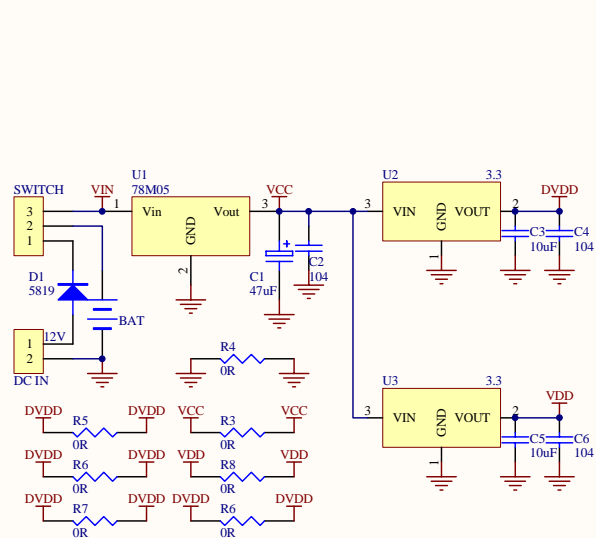 U1
78M05
U2 3.3
SWITCH VIN VCC DVDD
3 1 Vin Vout 3 3 VIN VOUT 2
2
1
GND
GND
2
1
C3
10uF
C4
104
D1
5819
C1
47uF
C2
104
BAT
12V
1
2
DC IN
R4
0R
U3 3.3
VDD
3 VIN VOUT 2
GND
1
C5
10uF
C6
104
DVDD R5 DVDD VCC R3 VCC
0R 0R
DVDD R6 DVDD VDD R8 VDD
0R 0R
DVDD R7 DVDD DVDD R6 DVDD
0R 0R